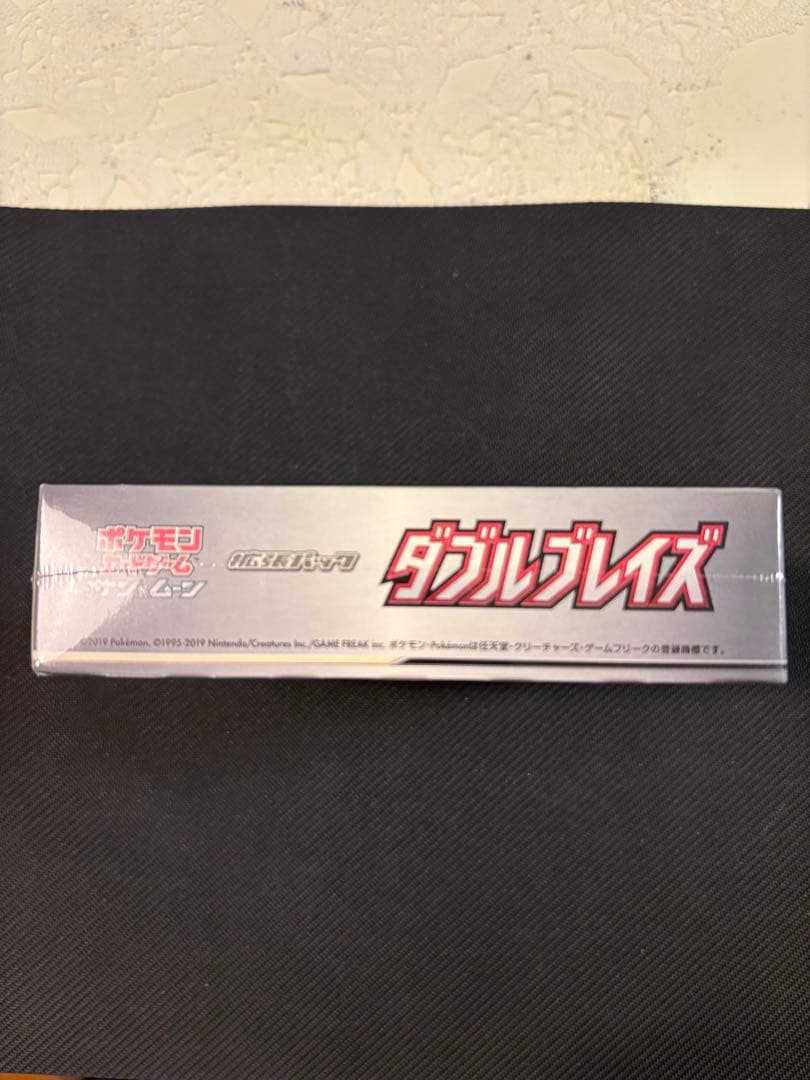 ポケモン
カードゲーム
サン&ムーン
拡張パック
ダブルブレイズ
©2019 Pokémon. ©1995-2019 Nintendo/Creatures Inc./GAME FREAK inc. ポケモン・Pokémonは任天堂・クリーチャーズ・ゲームフリークの登録商標です。